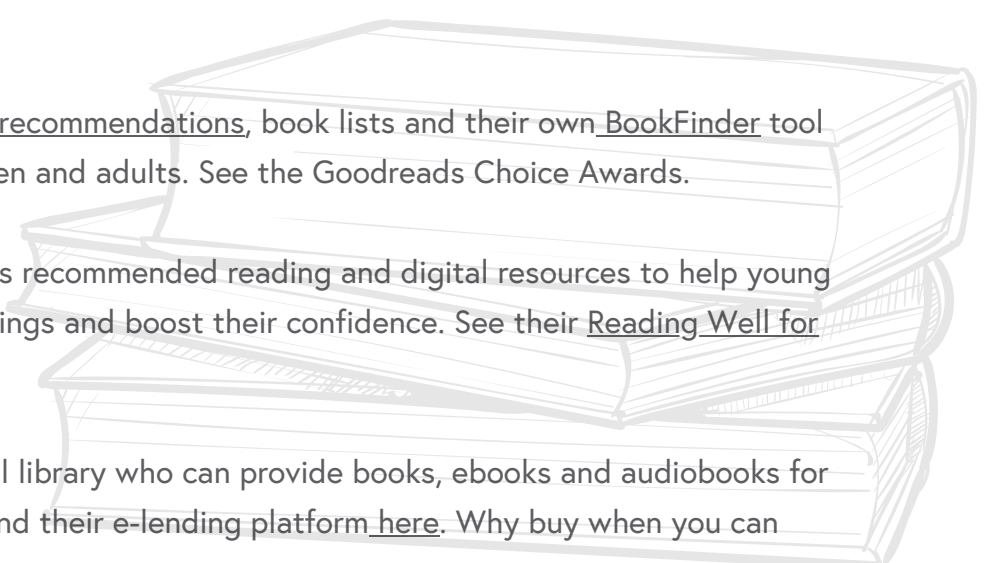 recommendations, book lists and their own BookFinder tool
en and adults. See the Goodreads Choice Awards.
s recommended reading and digital resources to help young
ings and boost their confidence. See their Reading Well for
l library who can provide books, ebooks and audiobooks for
nd their e-lending platform here. Why buy when you can